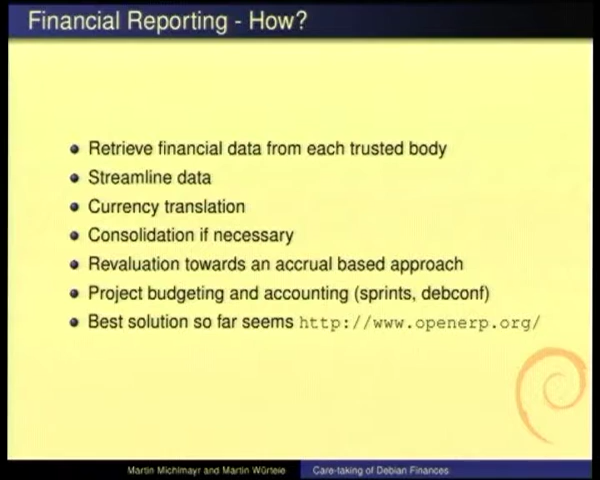 Financial Reporting - How?
Retrieve financial data from each trusted body
Streamline data
Currency translation
Consolidation if necessary
Revaluation towards an accrual based approach
Project budgeting and accounting (sprints, debconf)
Best solution so far seems http://www.openerp.org/
Martin Michlmayr and Martin Würtele Care-taking of Debian Finances